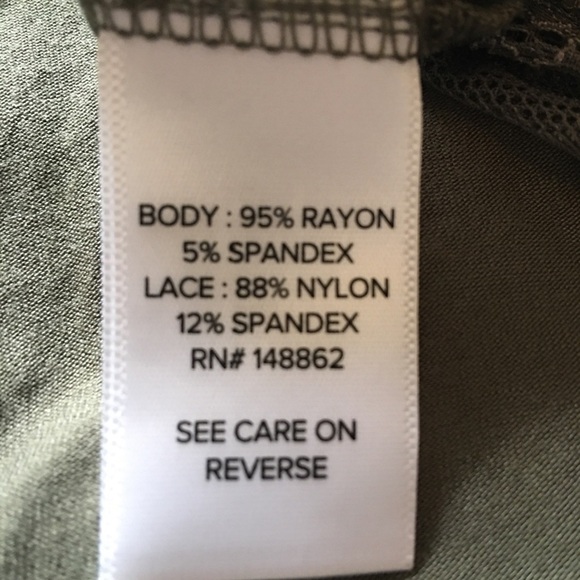 BODY : 95% RAYON
5% SPANDEX
LACE : 88% NYLON
12% SPANDEX
RN# 148862
SEE CARE ON
REVERSE